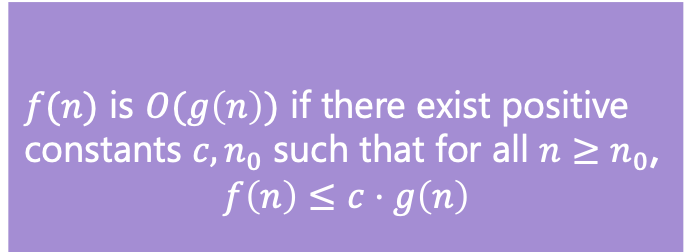 f(n) is O(g(n)) if there exist positive
constants c, n₀ such that for all n ≥ n₀,
f(n) ≤ c · g(n)